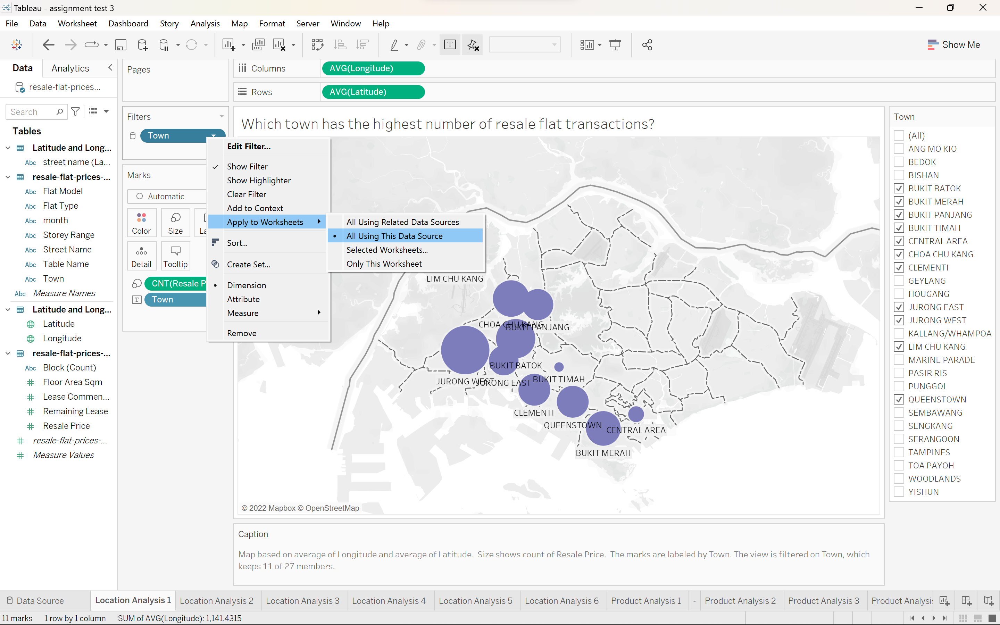 Tableau - assignment test 3
File Data Worksheet Dashboard Story Analysis Map Format Server Window Help
Show Me
Data Analytics
resale-flat-prices...
Search
Tables
Latitude and Long...
Abc street name (La...
resale-flat-prices-...
Abc Flat Model
Abc Flat Type
Abc month
Abc Storey Range
Abc Street Name
Abc Table Name
Abc Town
Abc Measure Names
Latitude and Long...
Latitude
Longitude
resale-flat-prices-...
Abc Block (Count)
Floor Area Sqm
Lease Commen...
Remaining Lease
Resale Price
resale-flat-prices-...
Measure Values
Pages
Filters
Town
Marks
Automatic
Color Size La
Detail Tooltip
CNT(Resale P
T Town
Edit Filter...
Show Filter
Show Highlighter
Clear Filter
Add to Context
Apply to Worksheets
Sort...
Create Set...
Dimension
Attribute
Measure
Remove
All Using Related Data Sources
All Using This Data Source
Selected Worksheets...
Only This Worksheet
Columns AVG(Longitude)
Rows AVG(Latitude)
Which town has the highest number of resale flat transactions?
LIM CHU KANG
CHOA CHU KANG
BUKIT PANJANG
BUKIT BATOK
JURONG WEST
JURONG EAST
BUKIT TIMAH
CLEMENTI
QUEENSTOWN
CENTRAL AREA
BUKIT MERAH
© 2022 Mapbox © OpenStreetMap
Caption
Map based on average of Longitude and average of Latitude. Size shows count of Resale Price. The marks are labeled by Town. The view is filtered on Town, which
keeps 11 of 27 members.
Town
(All)
ANG MO KIO
BEDOK
BISHAN
BUKIT BATOK
BUKIT MERAH
BUKIT PANJANG
BUKIT TIMAH
CENTRAL AREA
CHOA CHU KANG
CLEMENTI
GEYLANG
HOUGANG
JURONG EAST
JURONG WEST
KALLANG/WHAMPOA
LIM CHU KANG
MARINE PARADE
PASIR RIS
PUNGGOL
QUEENSTOWN
SEMBAWANG
SENGKANG
SERANGOON
TAMPINES
TOA PAYOH
WOODLANDS
YISHUN
Data Source Location Analysis 1 Location Analysis 2 Location Analysis 3 Location Analysis 4 Location Analysis 5 Location Analysis 6 Product Analysis 1 - Product Analysis 2 Product Analysis 3 Product Analysis
11 marks 1 row by 1 column SUM of AVG(Longitude): 1,141.4315